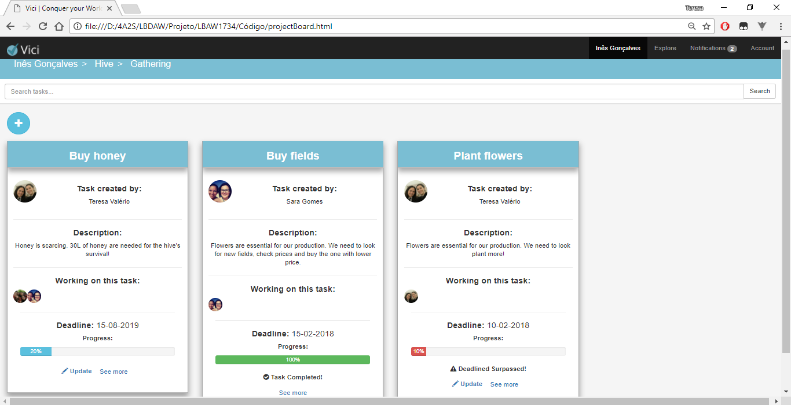 Vici | Conquer your Wor
Teresa
file:///D:/4A2S/LBDAW/Projeto/LBAW1734/Código/projectBoard.html
Vici
Inês Gonçalves
Explore
Notifications 2
Account
Inês Gonçalves > Hive > Gathering
Search tasks...
Search
+
Buy honey
Task created by:
Teresa Valério
Description:
Honey is scarcing. 30L of honey are needed for the hive's
survival!
Working on this task:
Deadline: 15-08-2019
Progress:
20%
Update See more
Buy fields
Task created by:
Sara Gomes
Description:
Flowers are essential for our production. We need to look
for new fields, check prices and buy the one with lower
price.
Working on this task:
Deadline: 15-02-2018
Progress:
100%
Task Completed!
See more
Plant flowers
Task created by:
Teresa Valério
Description:
Flowers are essential for our production. We need to look
plant more!
Working on this task:
Deadline: 10-02-2018
Progress:
10%
Deadlined Surpassed!
Update See more